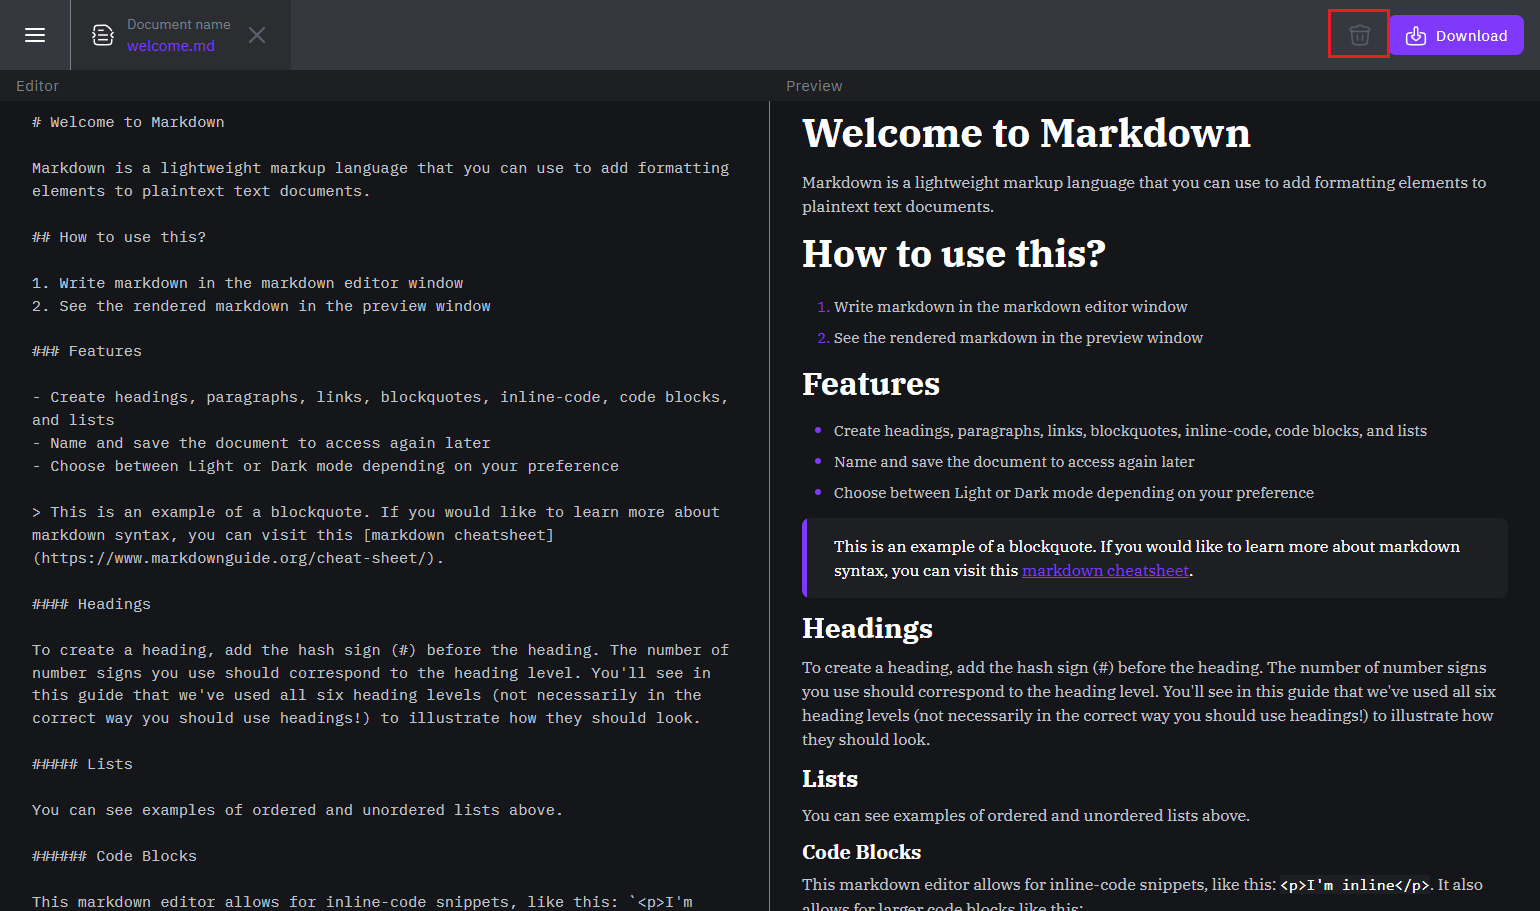 Document name
welcome.md
Download
Editor
Preview
# Welcome to Markdown
Markdown is a lightweight markup language that you can use to add formatting
elements to plaintext text documents.
## How to use this?
1. Write markdown in the markdown editor window
2. See the rendered markdown in the preview window
### Features
- Create headings, paragraphs, links, blockquotes, inline-code, code blocks,
and lists
- Name and save the document to access again later
- Choose between Light or Dark mode depending on your preference
> This is an example of a blockquote. If you would like to learn more about
markdown syntax, you can visit this [markdown cheatsheet]
(https://www.markdownguide.org/cheat-sheet/).
#### Headings
To create a heading, add the hash sign (#) before the heading. The number of
number signs you use should correspond to the heading level. You'll see in
this guide that we've used all six heading levels (not necessarily in the
correct way you should use headings!) to illustrate how they should look.
##### Lists
You can see examples of ordered and unordered lists above.
###### Code Blocks
This markdown editor allows for inline-code snippets, like this: `<p>I'm
Welcome to Markdown
Markdown is a lightweight markup language that you can use to add formatting elements to
plaintext text documents.
How to use this?
1. Write markdown in the markdown editor window
2. See the rendered markdown in the preview window
Features
• Create headings, paragraphs, links, blockquotes, inline-code, code blocks, and lists
• Name and save the document to access again later
• Choose between Light or Dark mode depending on your preference
This is an example of a blockquote. If you would like to learn more about markdown
syntax, you can visit this markdown cheatsheet.
Headings
To create a heading, add the hash sign (#) before the heading. The number of number signs
you use should correspond to the heading level. You'll see in this guide that we've used all six
heading levels (not necessarily in the correct way you should use headings!) to illustrate how
they should look.
Lists
You can see examples of ordered and unordered lists above.
Code Blocks
This markdown editor allows for inline-code snippets, like this: <p>I'm inline</p>. It also
allows for larger code blocks like this: